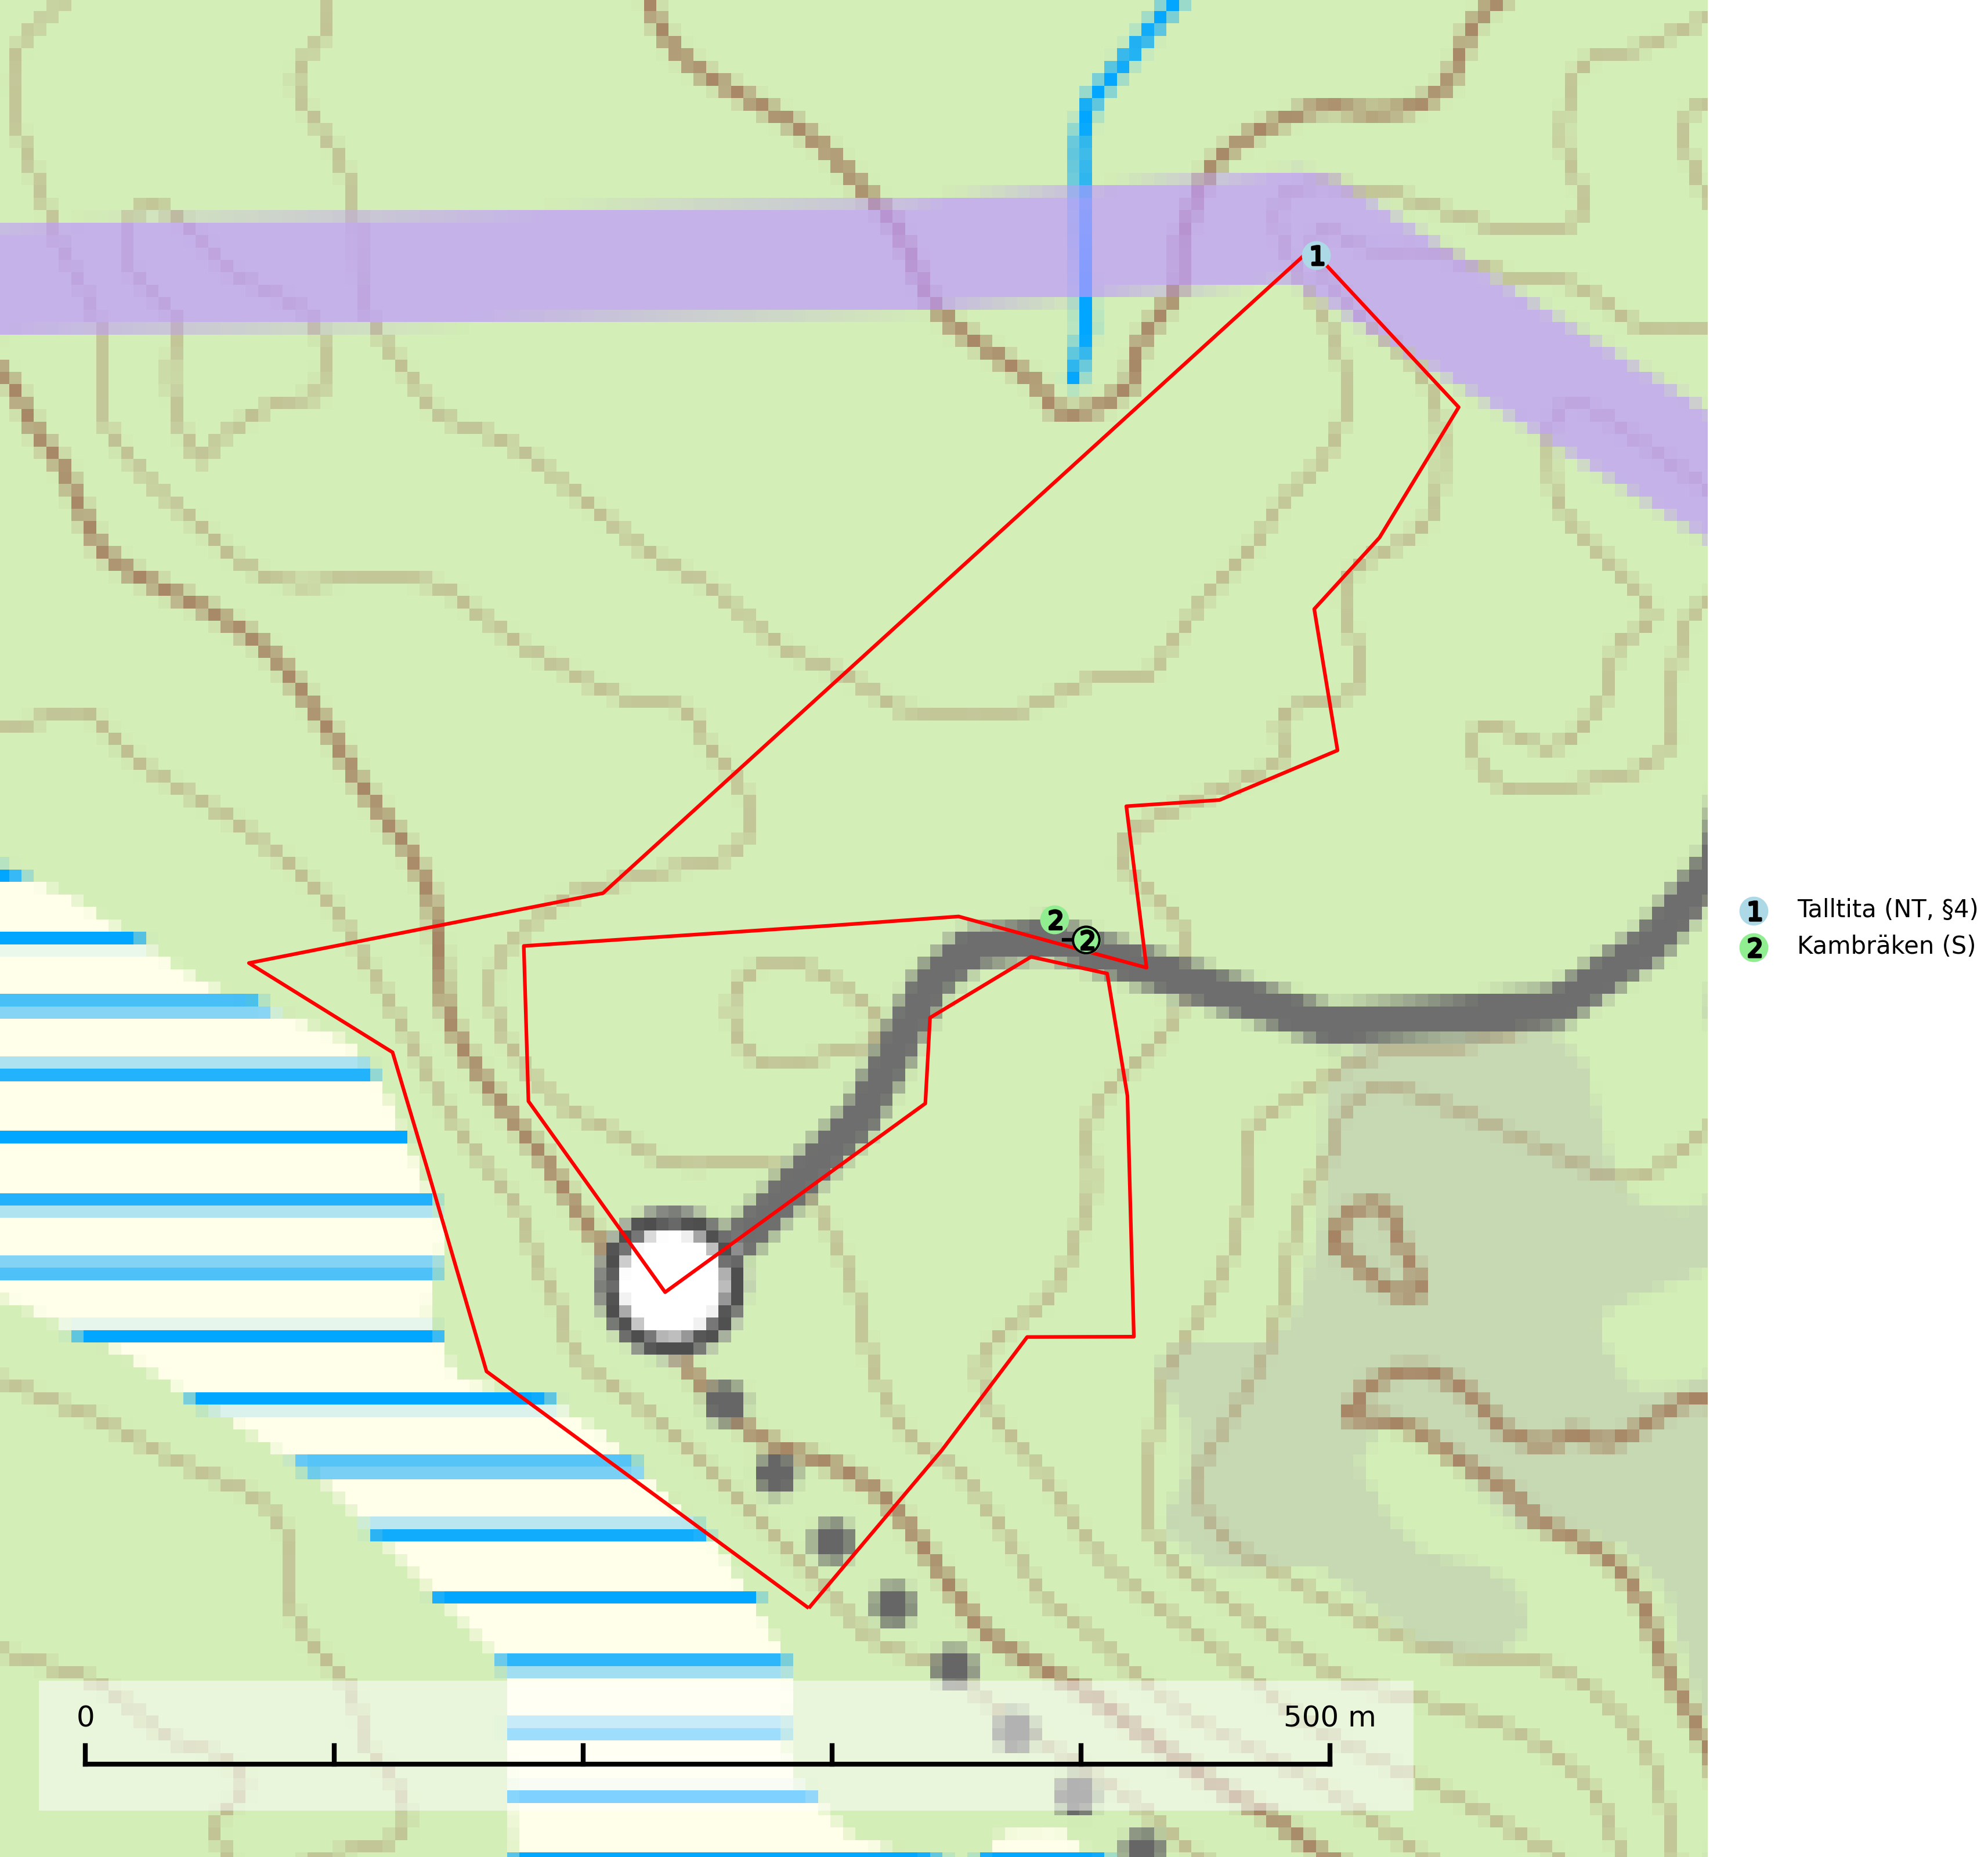 1
2
2
1 Talltita (NT, §4)
2 Kambräken (S)
0 500 m